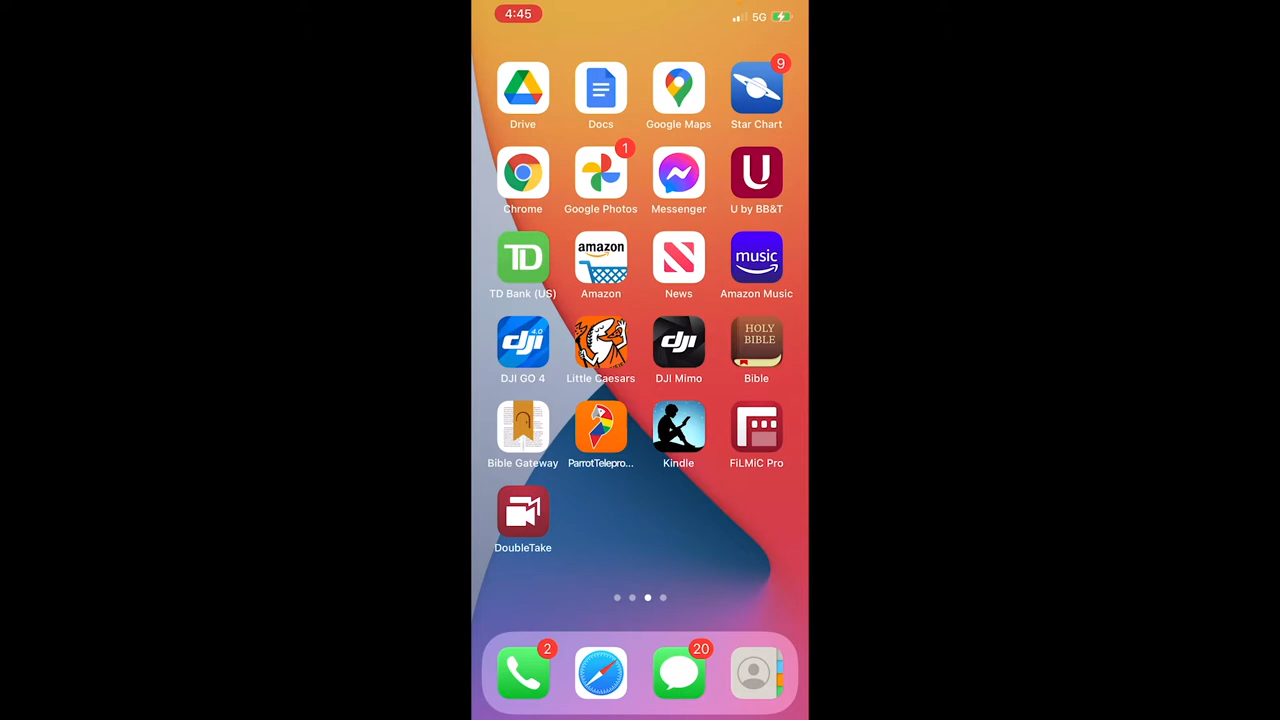 4:45
5G
9
Drive
Docs
Google Maps
Star Chart
1
U
Chrome
Google Photos
Messenger
U by BB&T
TD
amazon
music
TD Bank (US)
Amazon
News
Amazon Music
dji 4.0
dji
HOLY BIBLE
DJI GO 4
Little Caesars
DJI Mimo
Bible
Bible Gateway
ParrotTelepro...
Kindle
FiLMiC Pro
DoubleTake
2
20